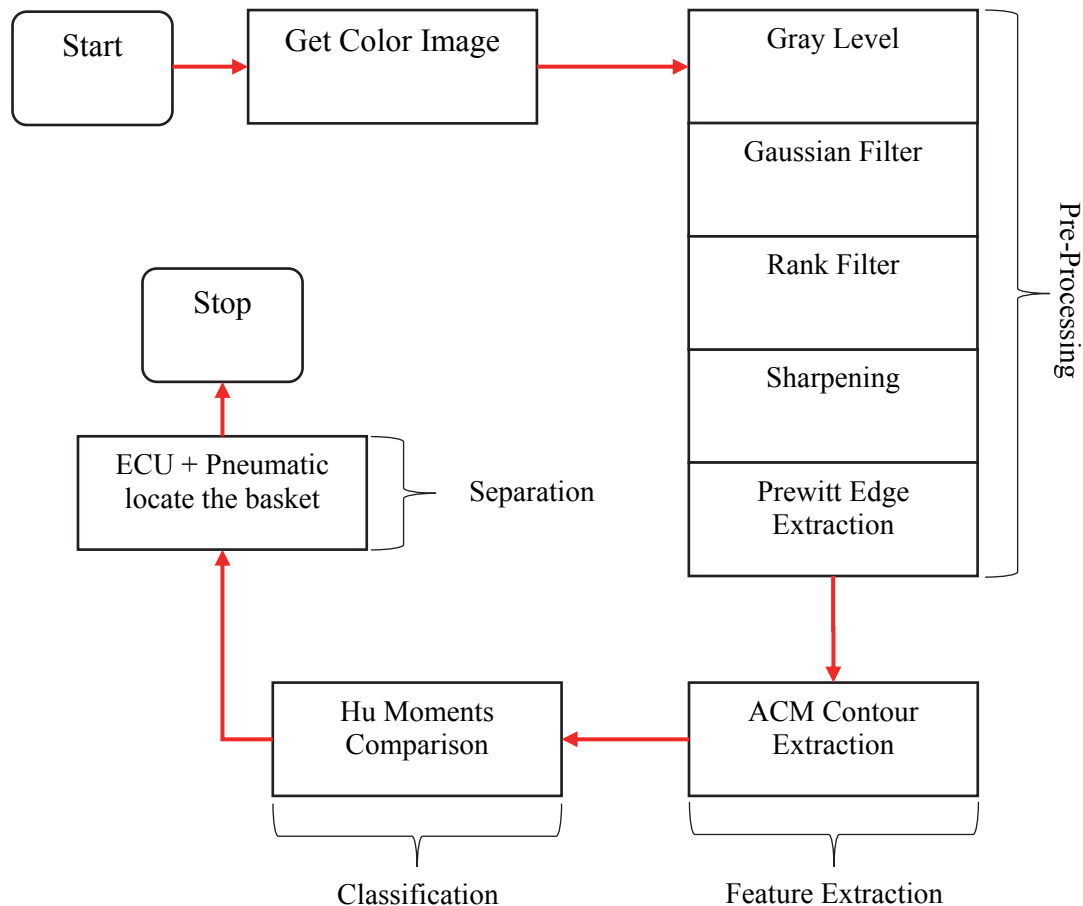 Start
Get Color Image
Gray Level
Gaussian Filter
Rank Filter
Sharpening
Prewitt Edge
Extraction
Pre-Processing
ACM Contour
Extraction
Feature Extraction
Hu Moments
Comparison
Classification
ECU + Pneumatic
locate the basket
Separation
Stop